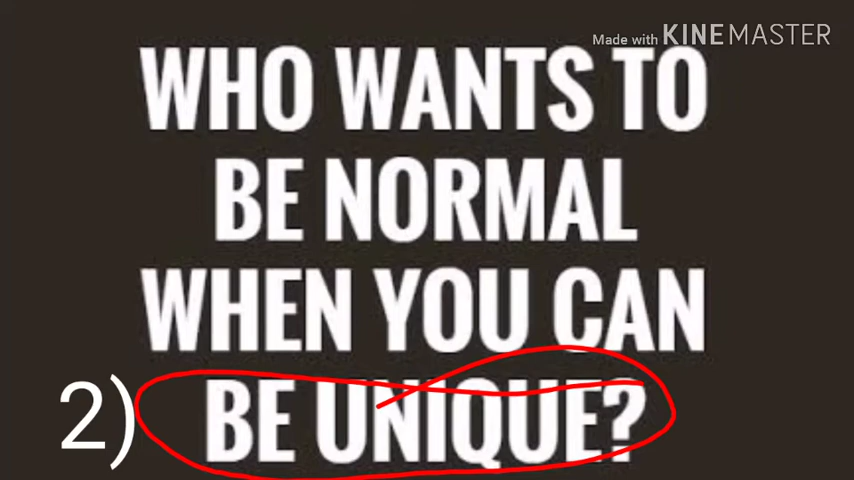 Made with KINEMASTER
WHO WANTS TO
BE NORMAL
WHEN YOU CAN
2) BE UNIQUE?